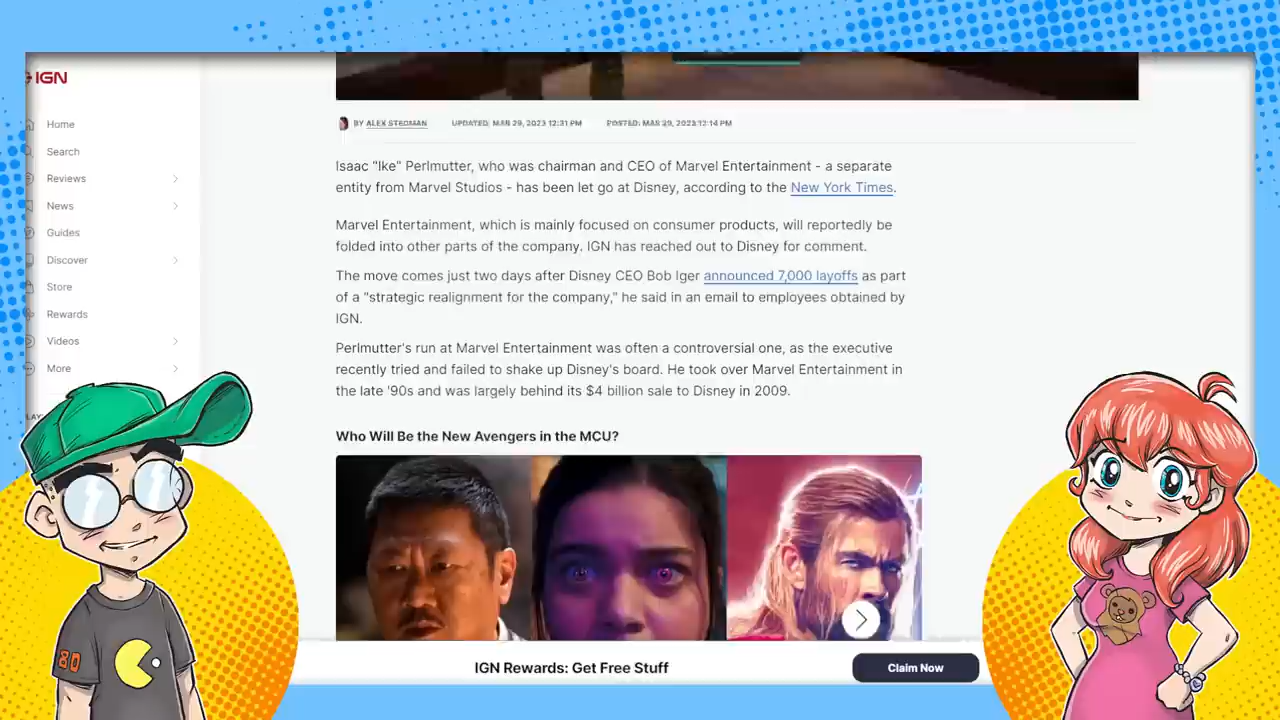 IGN
Home
Search
Reviews
News
Guides
Discover
Store
Rewards
Videos
More
BY ALEX STEDMAN UPDATED: MAR 29, 2023 12:31 PM POSTED: MAR 29, 2023 12:14 PM
Isaac "Ike" Perlmutter, who was chairman and CEO of Marvel Entertainment - a separate
entity from Marvel Studios - has been let go at Disney, according to the New York Times.
Marvel Entertainment, which is mainly focused on consumer products, will reportedly be
folded into other parts of the company. IGN has reached out to Disney for comment.
The move comes just two days after Disney CEO Bob Iger announced 7,000 layoffs as part
of a "strategic realignment for the company," he said in an email to employees obtained by
IGN.
Perlmutter's run at Marvel Entertainment was often a controversial one, as the executive
recently tried and failed to shake up Disney's board. He took over Marvel Entertainment in
the late '90s and was largely behind its $4 billion sale to Disney in 2009.
Who Will Be the New Avengers in the MCU?
IGN Rewards: Get Free Stuff
Claim Now
80